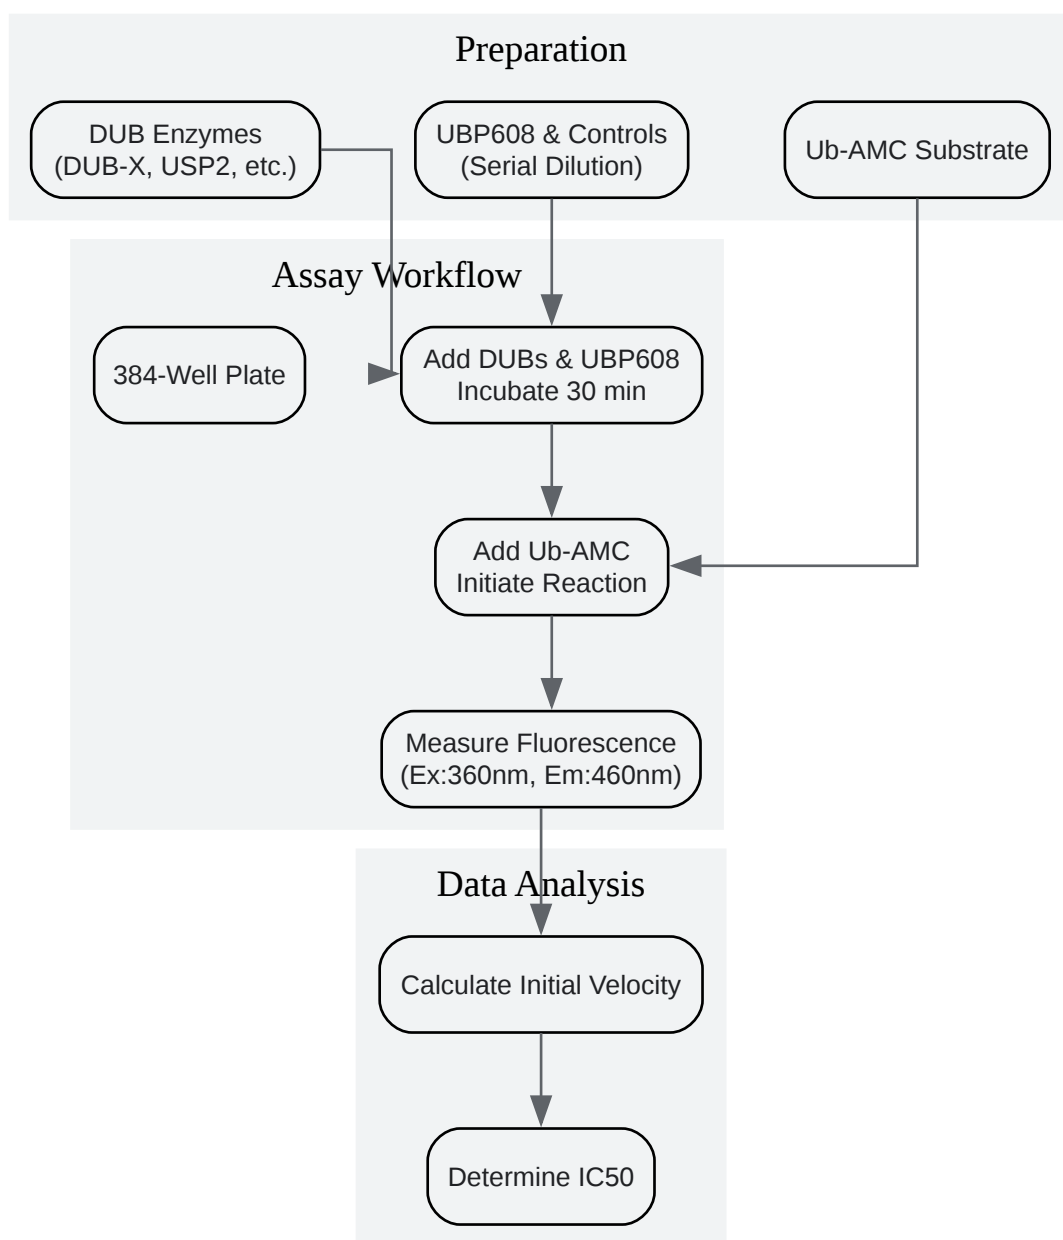 Preparation
DUB Enzymes
(DUB-X, USP2, etc.)
UBP608 & Controls
(Serial Dilution)
Ub-AMC Substrate
Assay Workflow
384-Well Plate
Add DUBs & UBP608
Incubate 30 min
Add Ub-AMC
Initiate Reaction
Measure Fluorescence
(Ex:360nm, Em:460nm)
Data Analysis
Calculate Initial Velocity
Determine IC50